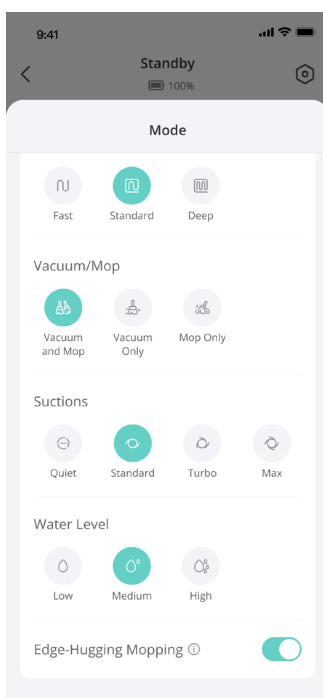 9:41
Standby
100%
Mode
Fast Standard Deep
Vacuum/Mop
Vacuum and Mop
Vacuum Only
Mop Only
Suctions
Quiet Standard Turbo Max
Water Level
Low Medium High
Edge-Hugging Mopping